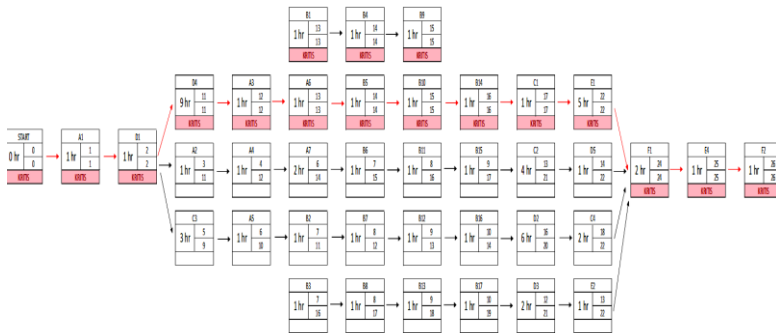 B1
1 hr 13
13
KRITIS
B4
1 hr 14
14
KRITIS
B9
1 hr 15
15
KRITIS
D4
9 hr 11
11
KRITIS
A3
1 hr 12
12
KRITIS
A6
1 hr 13
13
KRITIS
B5
1 hr 14
14
KRITIS
B10
1 hr 15
15
KRITIS
B14
1 hr 16
16
KRITIS
C1
1 hr 17
17
KRITIS
E1
5 hr 22
22
KRITIS
START
0 hr 0
0
KRITIS
A1
1 hr 1
1
KRITIS
D1
1 hr 2
2
KRITIS
A2
1 hr 3
11
A4
1 hr 4
12
A7
2 hr 6
14
B6
1 hr 7
15
B11
1 hr 8
16
B15
1 hr 9
17
C2
4 hr 13
21
D5
1 hr 14
22
F1
2 hr 24
24
KRITIS
E4
1 hr 25
25
KRITIS
F2
1 hr 26
26
KRITIS
C3
3 hr 5
9
A5
1 hr 6
10
B2
1 hr 7
11
B7
1 hr 8
12
B12
1 hr 9
13
B16
1 hr 10
14
D2
6 hr 16
20
C4
2 hr 18
22
B3
1 hr 7
16
B8
1 hr 8
17
B13
1 hr 9
18
B17
1 hr 10
19
D3
2 hr 12
21
E2
1 hr 13
22